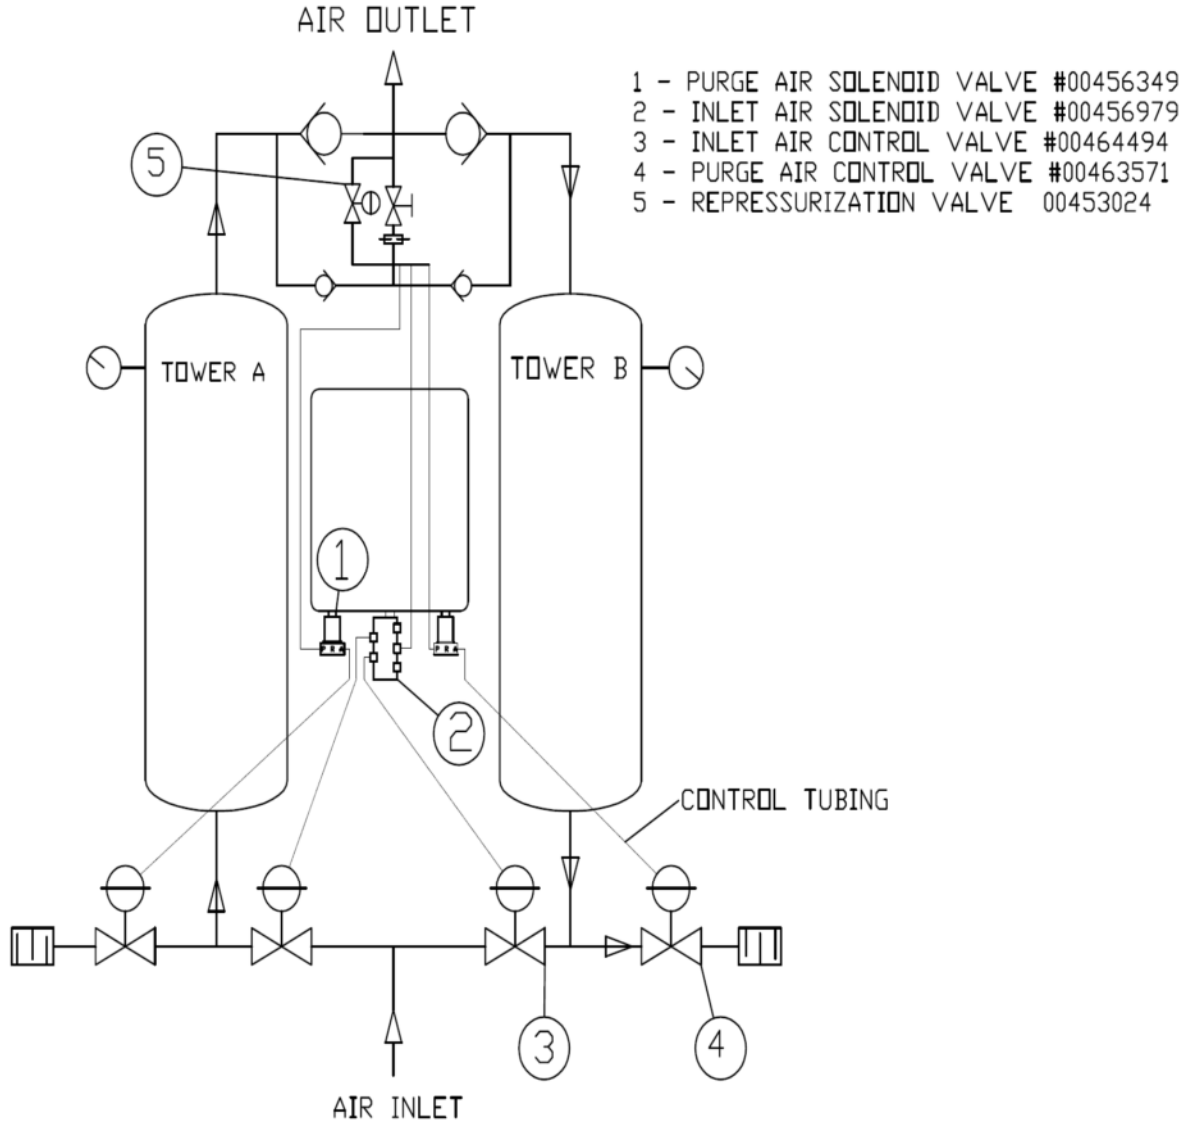 AIR OUTLET
1 - PURGE AIR SOLENOID VALVE #00456349
2 - INLET AIR SOLENOID VALVE #00456979
3 - INLET AIR CONTROL VALVE #00464494
4 - PURGE AIR CONTROL VALVE #00463571
5 - REPRESSURIZATION VALVE 00453024
5
TOWER A
TOWER B
1
P R A
P R A
2
CONTROL TUBING
3
4
AIR INLET